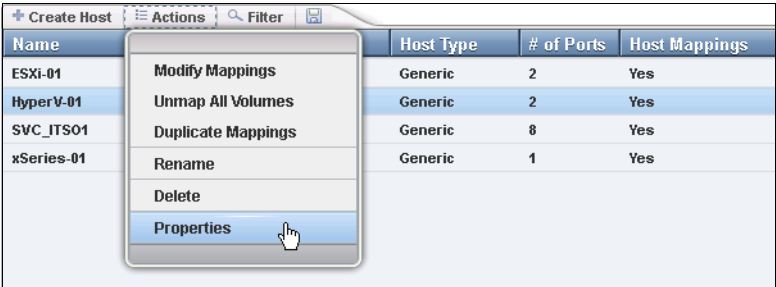 Create Host Actions Filter
Name Host Type # of Ports Host Mappings
ESXi-01 Generic 2 Yes
HyperV-01 Generic 2 Yes
SVC_ITSO1 Generic 8 Yes
xSeries-01 Generic 1 Yes
Modify Mappings
Unmap All Volumes
Duplicate Mappings
Rename
Delete
Properties